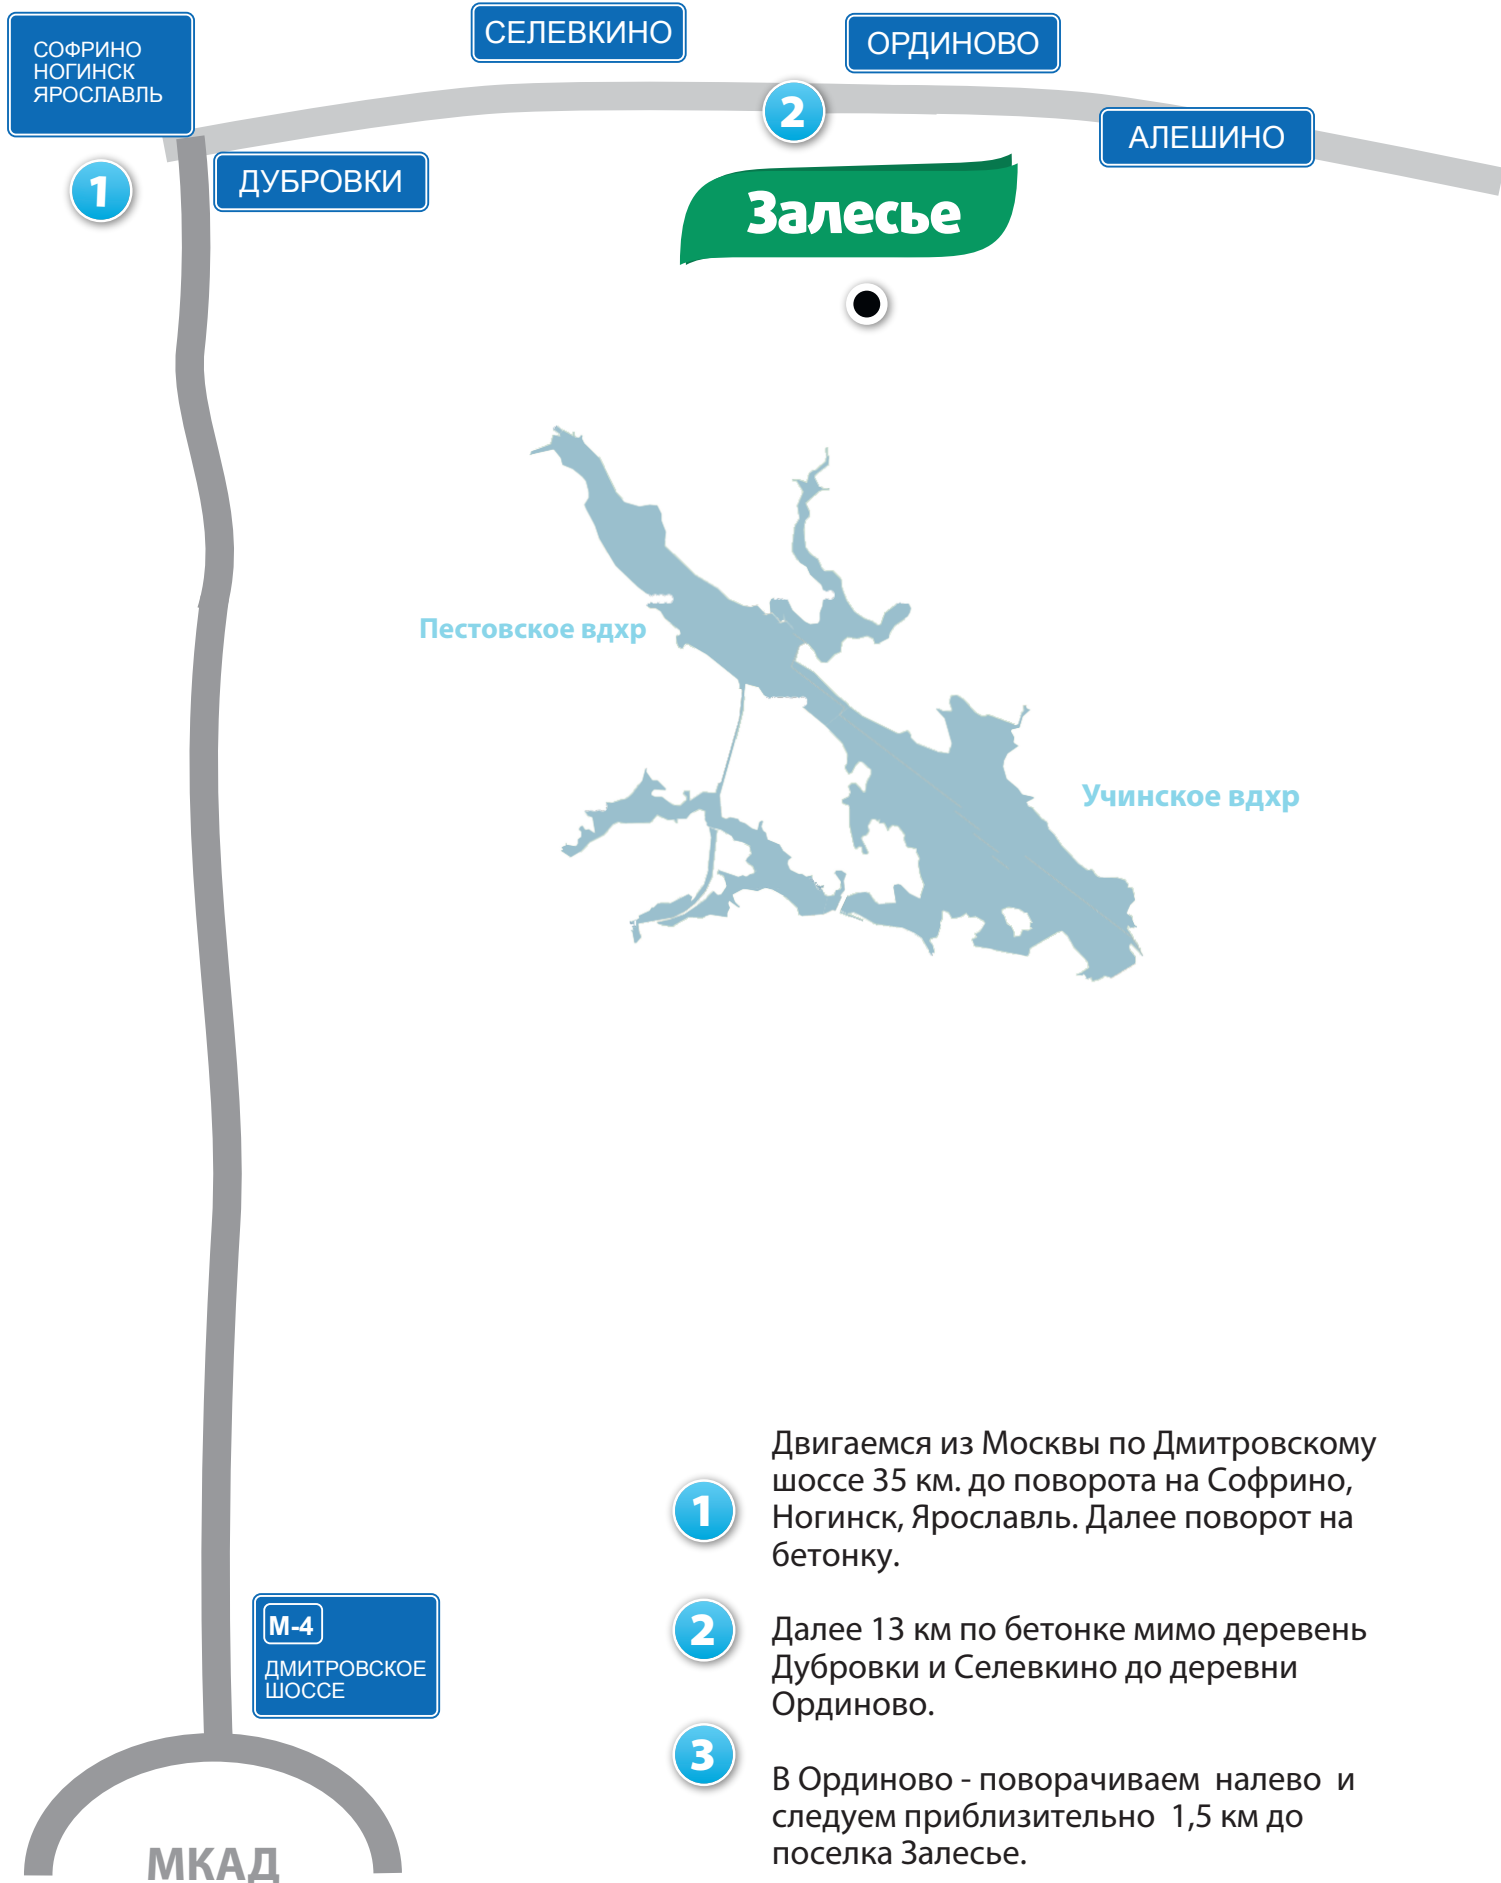 СОФРИНО
НОГИНСК
ЯРОСЛАВЛЬ
СЕЛЕВКИНО
ОРДИНОВО
2
АЛЕШИНО
1
ДУБРОВКИ
Залесье
Пестовское вдхр
Учинское вдхр
М-4
ДМИТРОВСКОЕ
ШОССЕ
МКАД
1
Двигаемся из Москвы по Дмитровскому
шоссе 35 км. до поворота на Софрино,
Ногинск, Ярославль. Далее поворот на
бетонку.
2
Далее 13 км по бетонке мимо деревень
Дубровки и Селевкино до деревни
Ординово.
3
В Ординово - поворачиваем  налево  и
следуем приблизительно  1,5 км до
поселка Залесье.